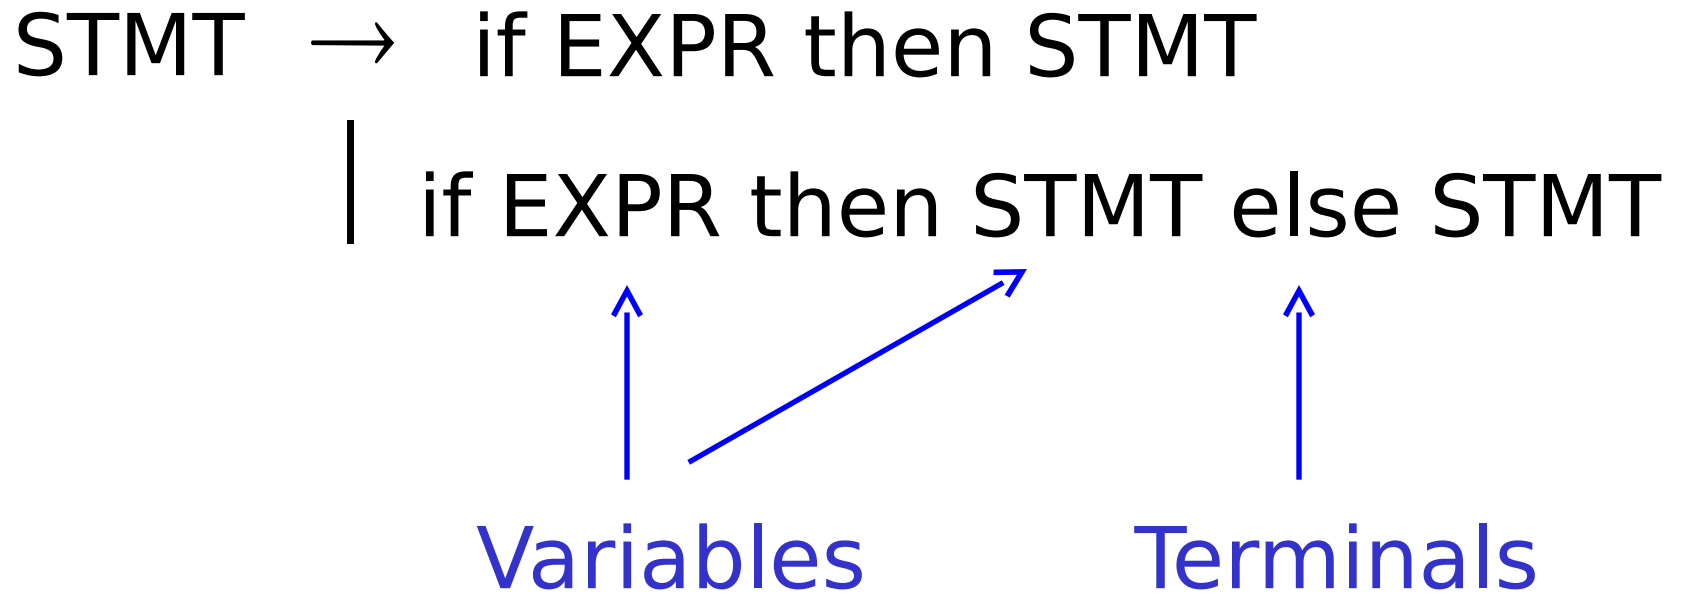 STMT → if EXPR then STMT
| if EXPR then STMT else STMT
Variables Terminals